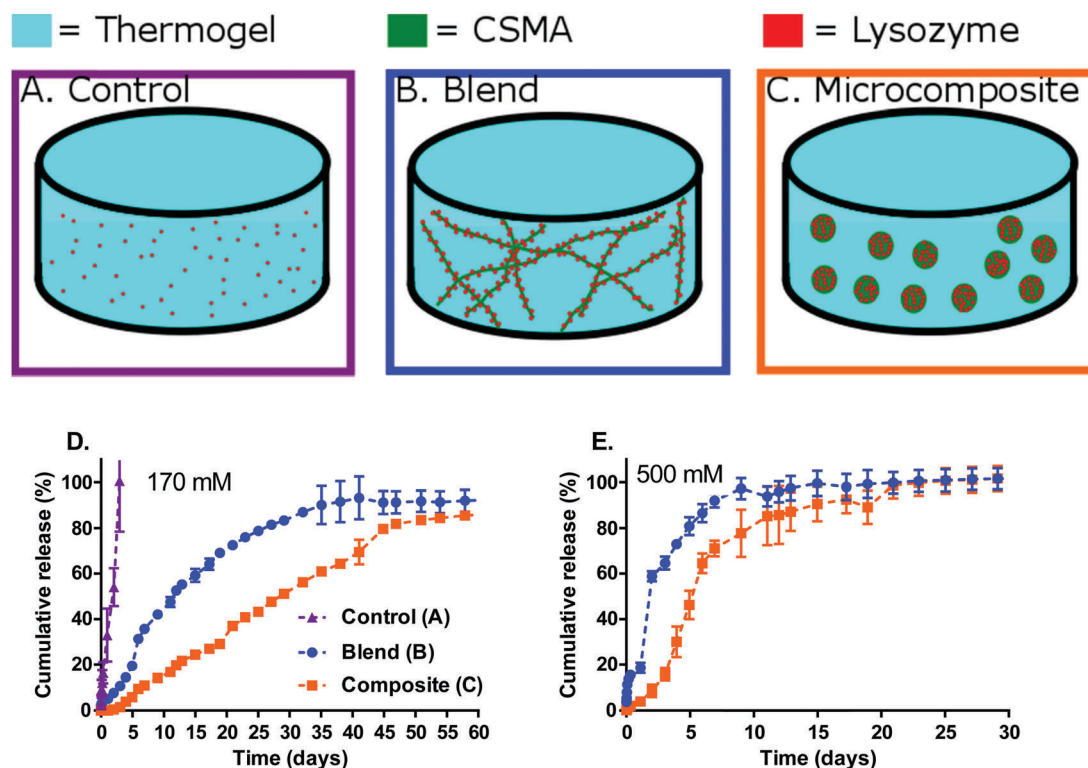 = Thermogel = CSMA = Lysozyme
A. Control
B. Blend
C. Microcomposite
D.
170 mM
Cumulative release (%)
100
80
60
40
20
0
Control (A)
Blend (B)
Composite (C)
0 5 10 15 20 25 30 35 40 45 50 55 60
Time (days)
E.
500 mM
Cumulative release (%)
100
80
60
40
20
0
0 5 10 15 20 25 30
Time (days)